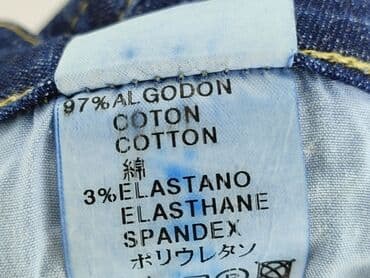 97% ALGODON
COTON
COTTON
綿
3% ELASTANO
ELASTHANE
SPANDEX
ポリウレタン